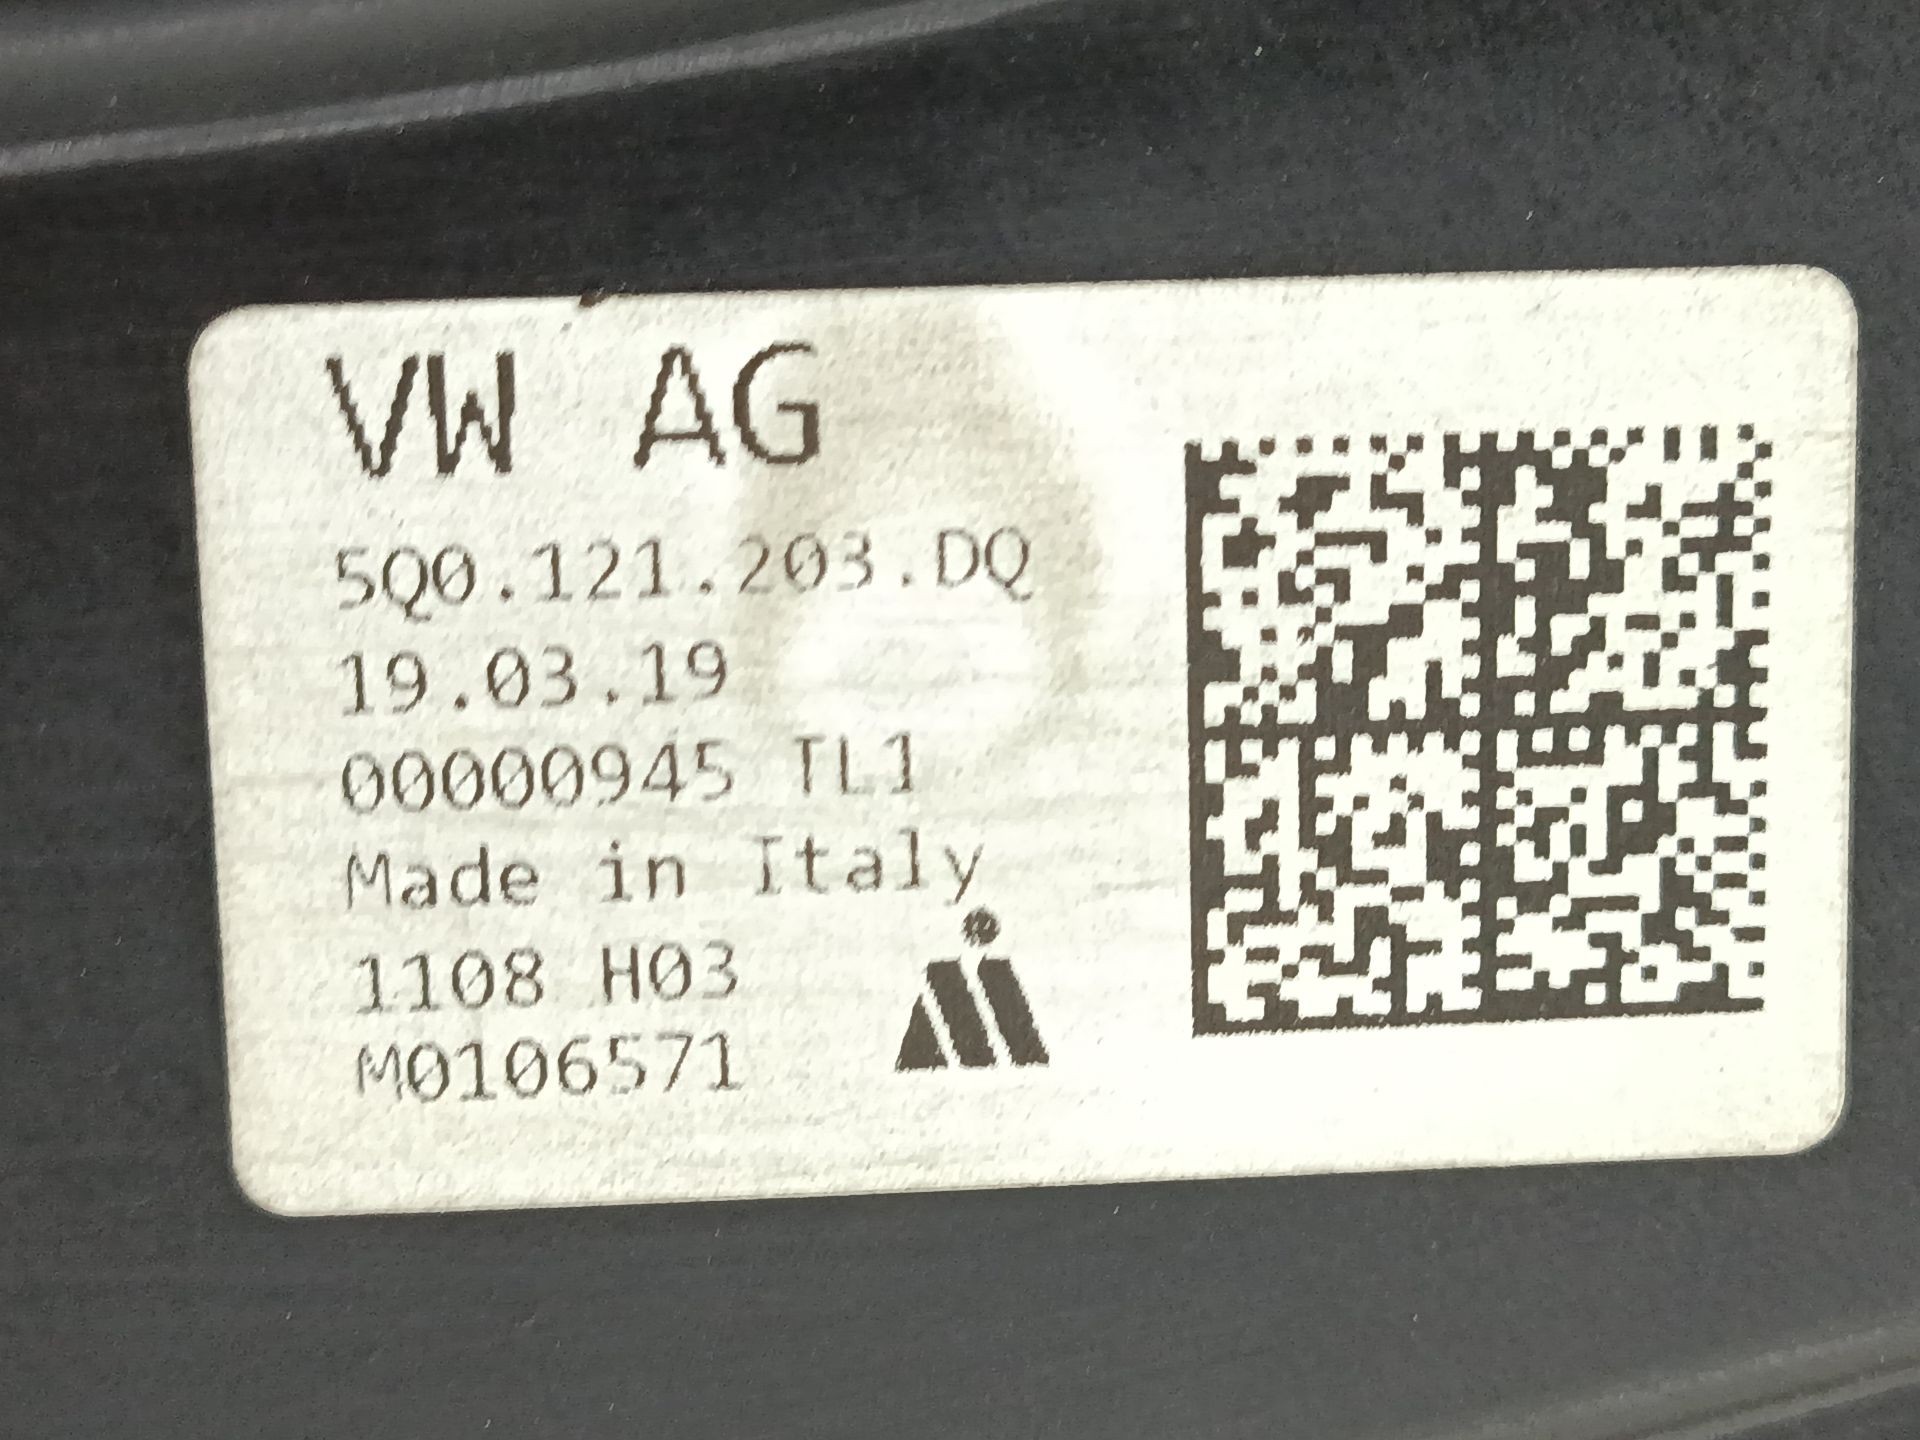 VW AG
5Q0.121.203.DQ
19.03.19
00000945 TL1
Made in Italy
1108 H03
M0106571